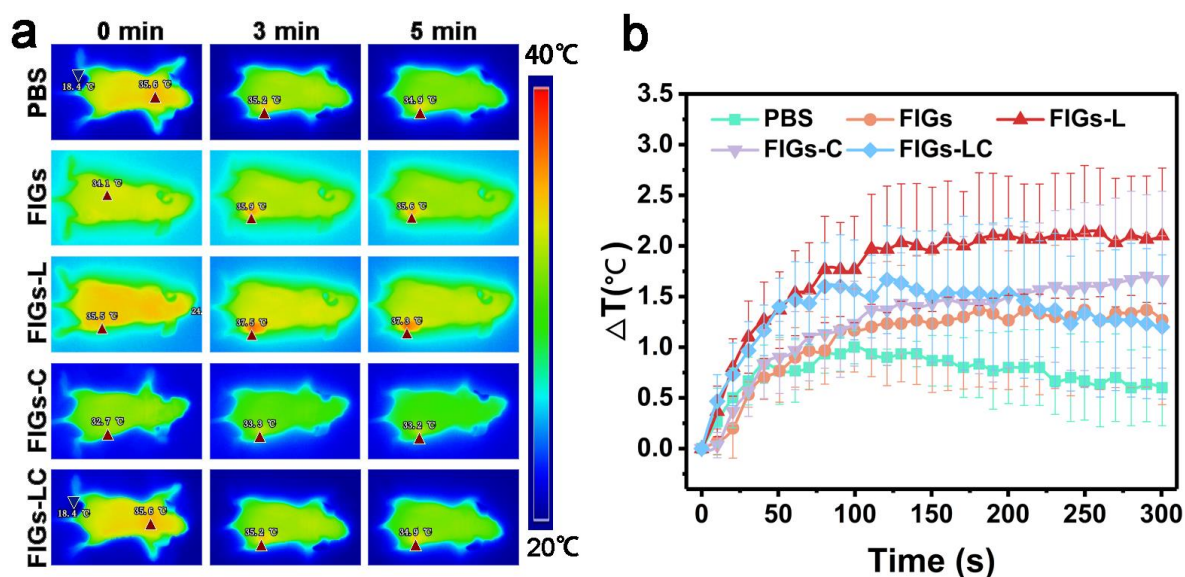 a
0 min 3 min 5 min
40℃
PBS
18.4 ℃ 35.6 ℃ 35.2 ℃ 34.9 ℃
FIGs
34.1 ℃ 35.9 ℃ 35.6 ℃
FIGs-L
35.5 ℃ 24 37.5 ℃ 37.3 ℃
FIGs-C
32.7 ℃ 33.3 ℃ 33.2 ℃
FIGs-LC
18.4 ℃ 35.6 ℃ 35.2 ℃ 34.9 ℃
20℃
b
PBS FIGs FIGs-L
FIGs-C FIGs-LC
3.5
3.0
2.5
2.0
1.5
1.0
0.5
0.0
△T(℃)
0 50 100 150 200 250 300
Time (s)